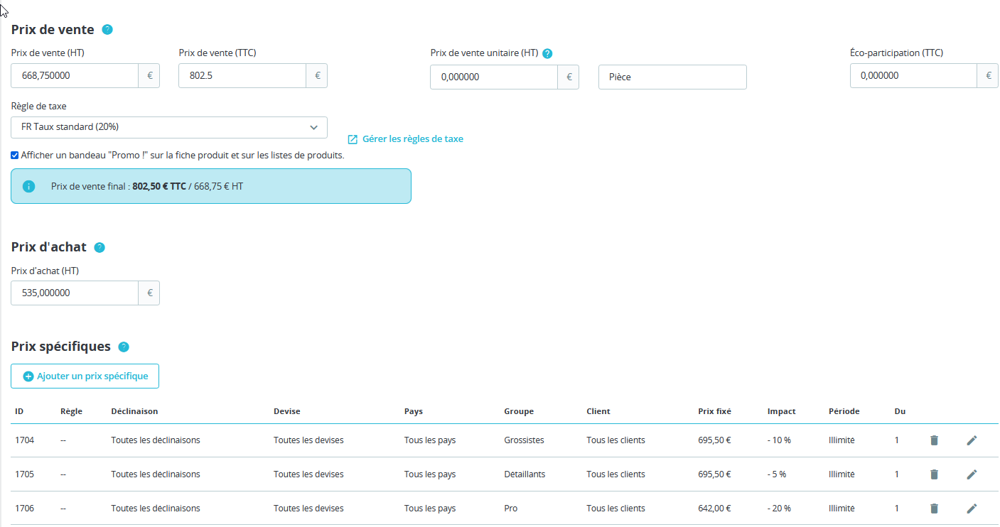 Prix de vente ?
Prix de vente (HT) Prix de vente (TTC) Prix de vente unitaire (HT) ? Éco-participation (TTC)
668,750000 € 802.5 € 0,000000 € Pièce 0,000000 €
Règle de taxe
FR Taux standard (20%)
Gérer les règles de taxe
Afficher un bandeau "Promo !" sur la fiche produit et sur les listes de produits.
Prix de vente final : 802,50 € TTC / 668,75 € HT
Prix d'achat ?
Prix d'achat (HT)
535,000000 €
Prix spécifiques ?
Ajouter un prix spécifique
ID Règle Déclinaison Devise Pays Groupe Client Prix fixé Impact Période Du
1704 -- Toutes les déclinaisons Toutes les devises Tous les pays Grossistes Tous les clients 695,50 € - 10 % Illimité 1
1705 -- Toutes les déclinaisons Toutes les devises Tous les pays Détaillants Tous les clients 695,50 € - 5 % Illimité 1
1706 -- Toutes les déclinaisons Toutes les devises Tous les pays Pro Tous les clients 642,00 € - 20 % Illimité 1